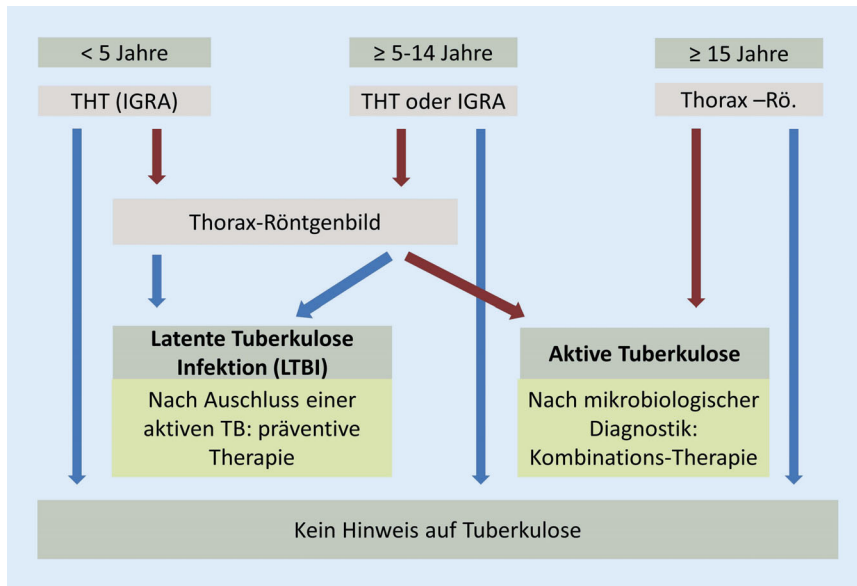 < 5 Jahre
≥ 5-14 Jahre
≥ 15 Jahre
THT (IGRA)
THT oder IGRA
Thorax –Rö.
Thorax-Röntgenbild
Latente Tuberkulose
Infektion (LTBI)
Nach Auschluss einer
aktiven TB: präventive
Therapie
Aktive Tuberkulose
Nach mikrobiologischer
Diagnostik:
Kombinations-Therapie
Kein Hinweis auf Tuberkulose